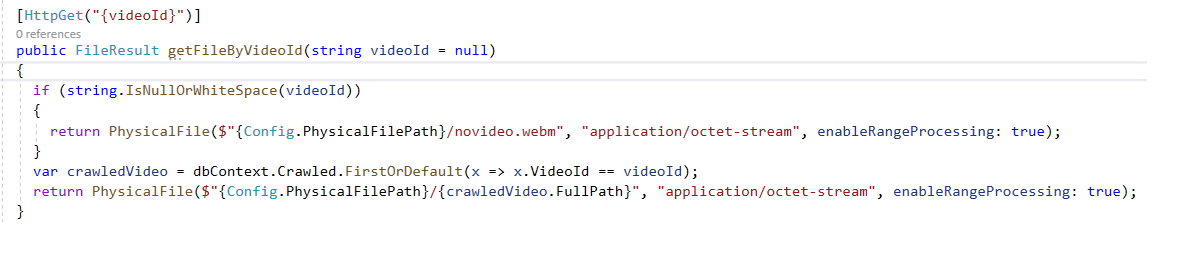 [HttpGet("{videoId}")]
0 references
public FileResult getFileByVideoId(string videoId = null)
{
if (string.IsNullOrWhiteSpace(videoId))
{
return PhysicalFile($"{Config.PhysicalFilePath}/novideo.webm", "application/octet-stream", enableRangeProcessing: true);
}
var crawledVideo = dbContext.Crawled.FirstOrDefault(x => x.VideoId == videoId);
return PhysicalFile($"{Config.PhysicalFilePath}/{crawledVideo.FullPath}", "application/octet-stream", enableRangeProcessing: true);
}